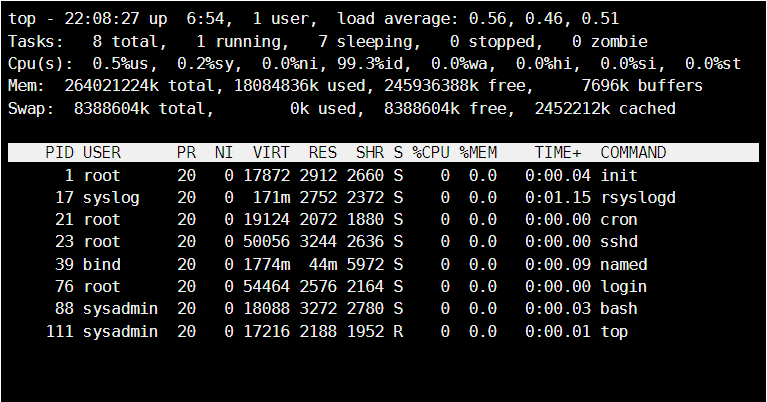 top - 22:08:27 up  6:54,  1 user,  load average: 0.56, 0.46, 0.51
Tasks:   8 total,   1 running,   7 sleeping,   0 stopped,   0 zombie
Cpu(s):  0.5%us,  0.2%sy,  0.0%ni, 99.3%id,  0.0%wa,  0.0%hi,  0.0%si,  0.0%st
Mem:  264021224k total, 18084836k used, 245936388k free,     7696k buffers
Swap:  8388604k total,        0k used,  8388604k free,  2452212k cached
PID USER      PR  NI  VIRT  RES  SHR S %CPU %MEM    TIME+  COMMAND
1 root      20   0 17872 2912 2660 S    0  0.0   0:00.04 init
17 syslog    20   0  171m 2752 2372 S    0  0.0   0:01.15 rsyslogd
21 root      20   0 19124 2072 1880 S    0  0.0   0:00.00 cron
23 root      20   0 50056 3244 2636 S    0  0.0   0:00.00 sshd
39 bind      20   0 1774m  44m 5972 S    0  0.0   0:00.09 named
76 root      20   0 54464 2576 2164 S    0  0.0   0:00.00 login
88 sysadmin  20   0 18088 3272 2780 S    0  0.0   0:00.03 bash
111 sysadmin  20   0 17216 2188 1952 R    0  0.0   0:00.01 top